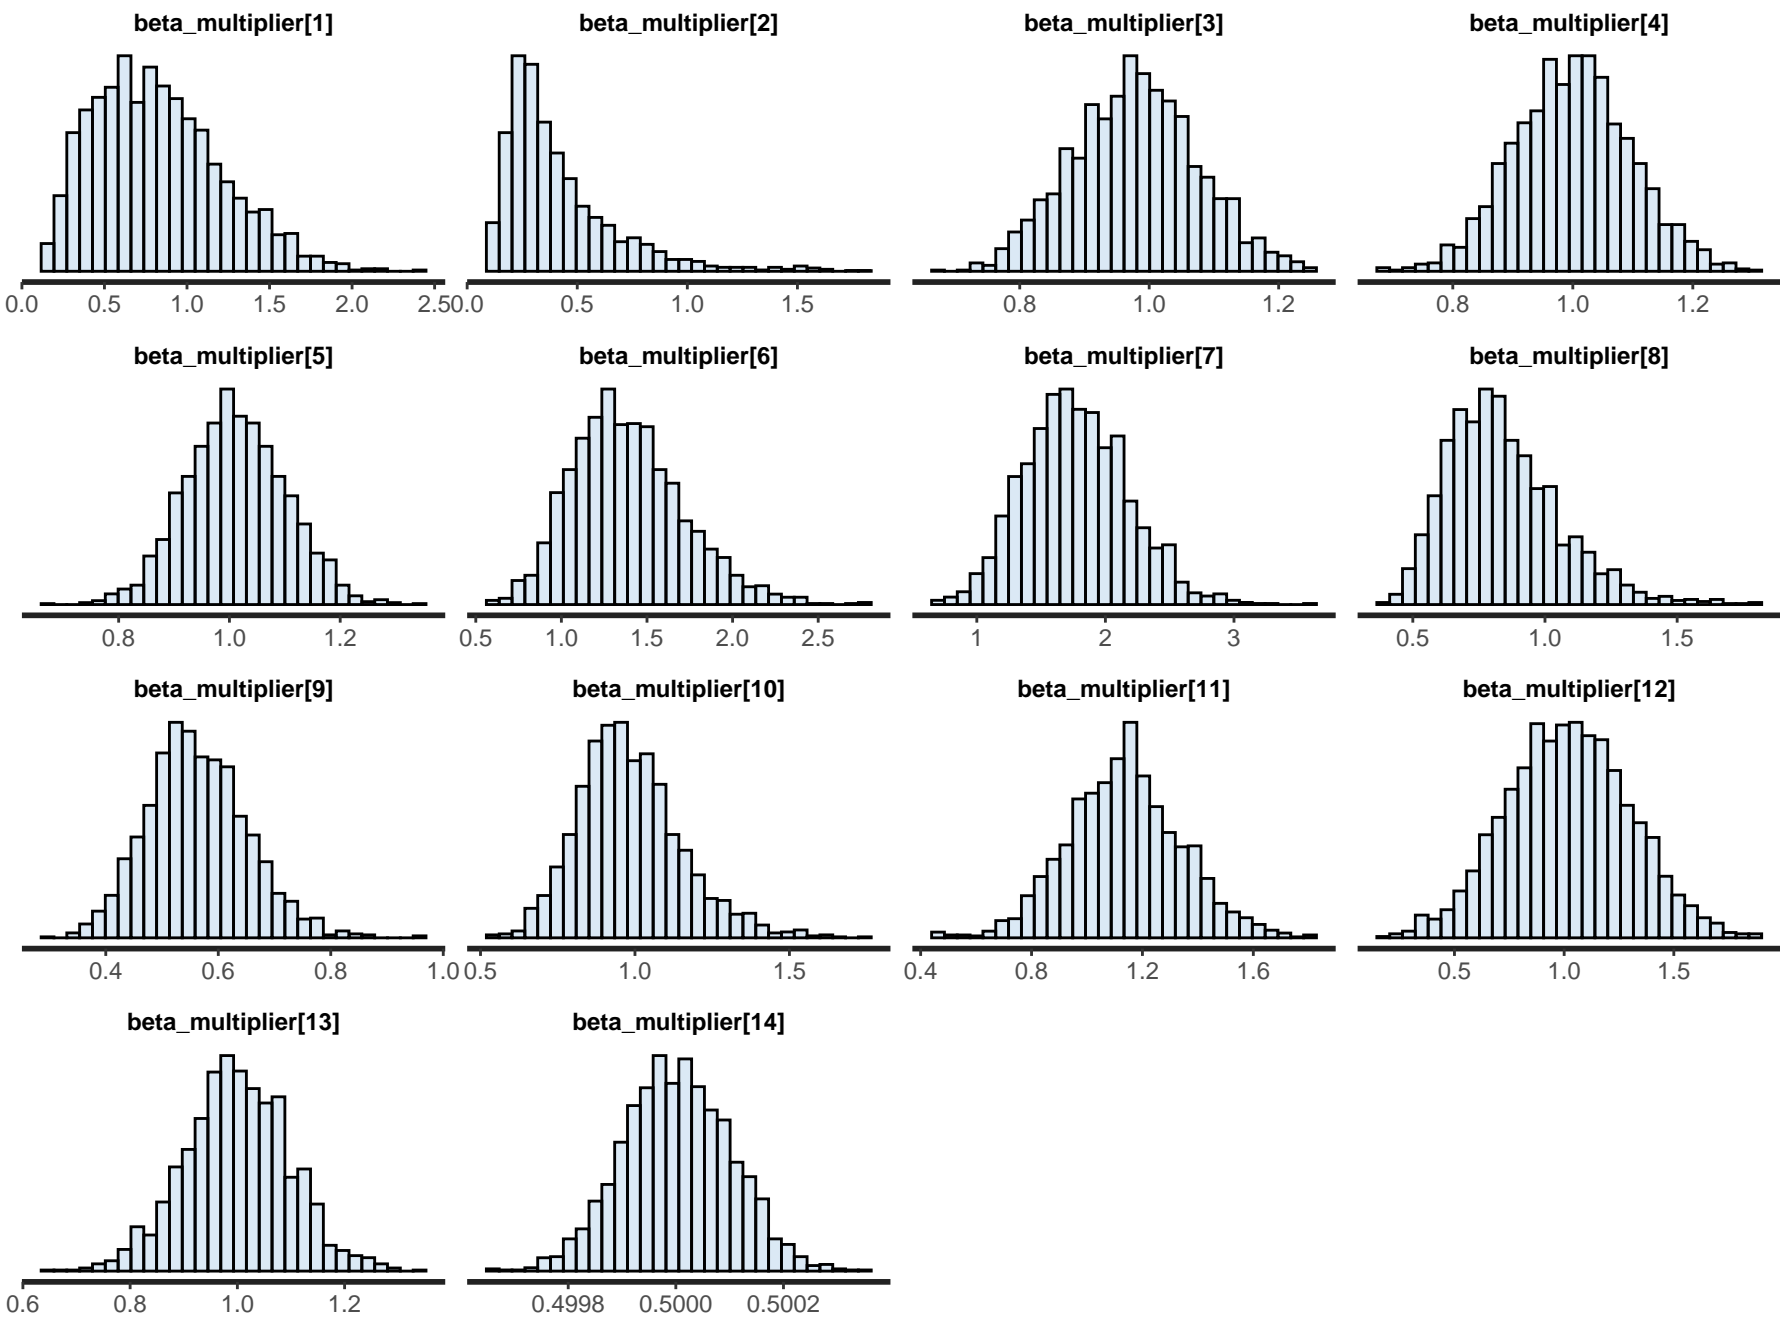 beta_multiplier[1] beta_multiplier[2] beta_multiplier[3] beta_multiplier[4]
0.0 0.5 1.0 1.5 2.0 2.5 0.0 0.5 1.0 1.5 0.8 1.0 1.2 0.8 1.0 1.2
beta_multiplier[5] beta_multiplier[6] beta_multiplier[7] beta_multiplier[8]
0.8 1.0 1.2 0.5 1.0 1.5 2.0 2.5 1 2 3 0.5 1.0 1.5
beta_multiplier[9] beta_multiplier[10] beta_multiplier[11] beta_multiplier[12]
0.4 0.6 0.8 1.0 0.5 1.0 1.5 0.4 0.8 1.2 1.6 0.5 1.0 1.5
beta_multiplier[13] beta_multiplier[14]
0.6 0.8 1.0 1.2 0.4998 0.5000 0.5002